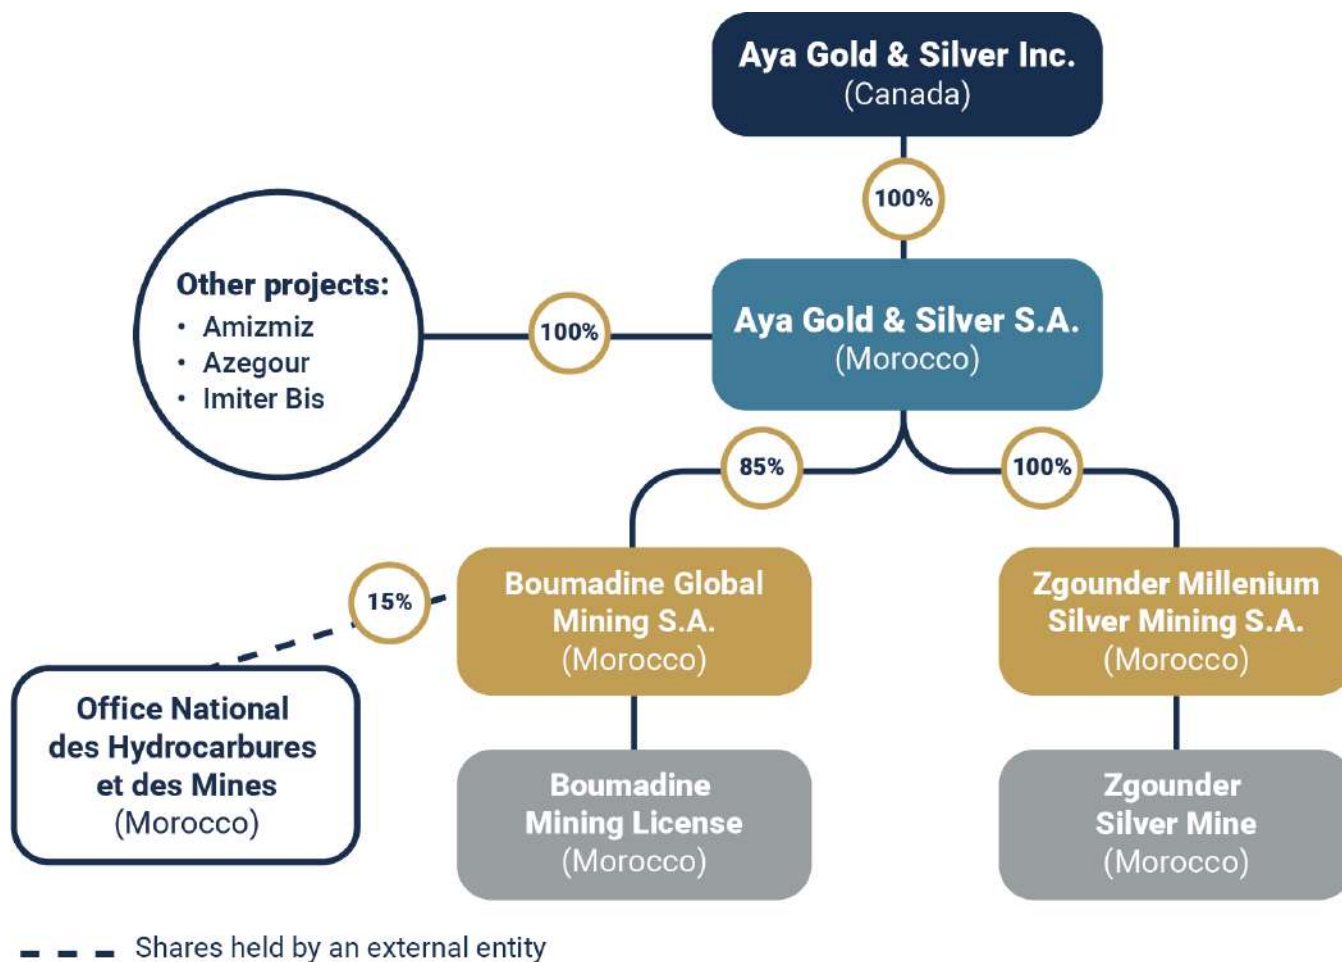 Aya Gold & Silver Inc.
(Canada)
100%
Other projects:
• Amizmiz
• Azegour
• Imiter Bis
100%
Aya Gold & Silver S.A.
(Morocco)
85%
100%
15%
Boumadine Global
Mining S.A.
(Morocco)
Zgounder Millenium
Silver Mining S.A.
(Morocco)
Office National
des Hydrocarbures
et des Mines
(Morocco)
Boumadine
Mining License
(Morocco)
Zgounder
Silver Mine
(Morocco)
Shares held by an external entity